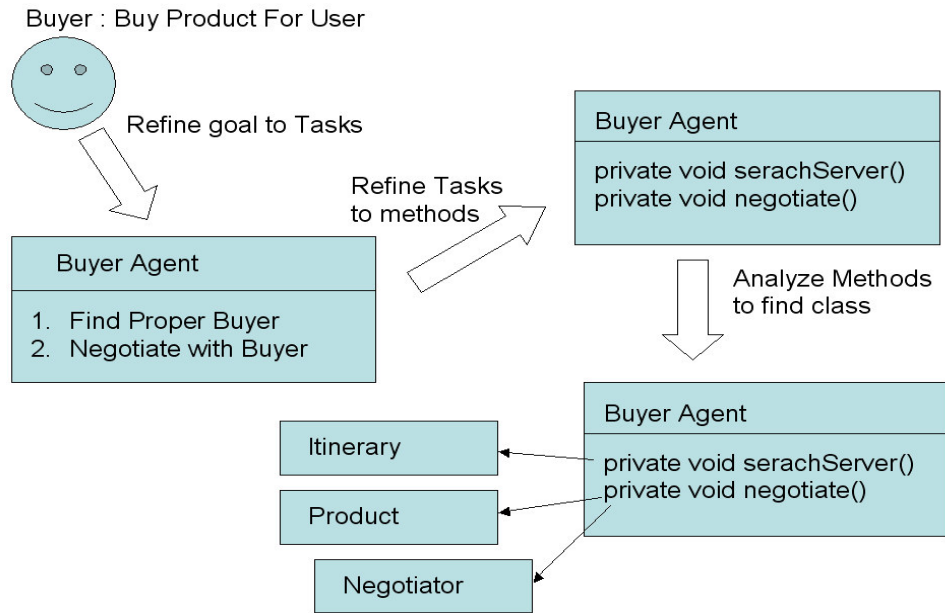 Buyer : Buy Product For User
Refine goal to Tasks
Buyer Agent
1. Find Proper Buyer
2. Negotiate with Buyer
Refine Tasks
to methods
Buyer Agent
private void serachServer()
private void negotiate()
Analyze Methods
to find class
Buyer Agent
private void serachServer()
private void negotiate()
Itinerary
Product
Negotiator